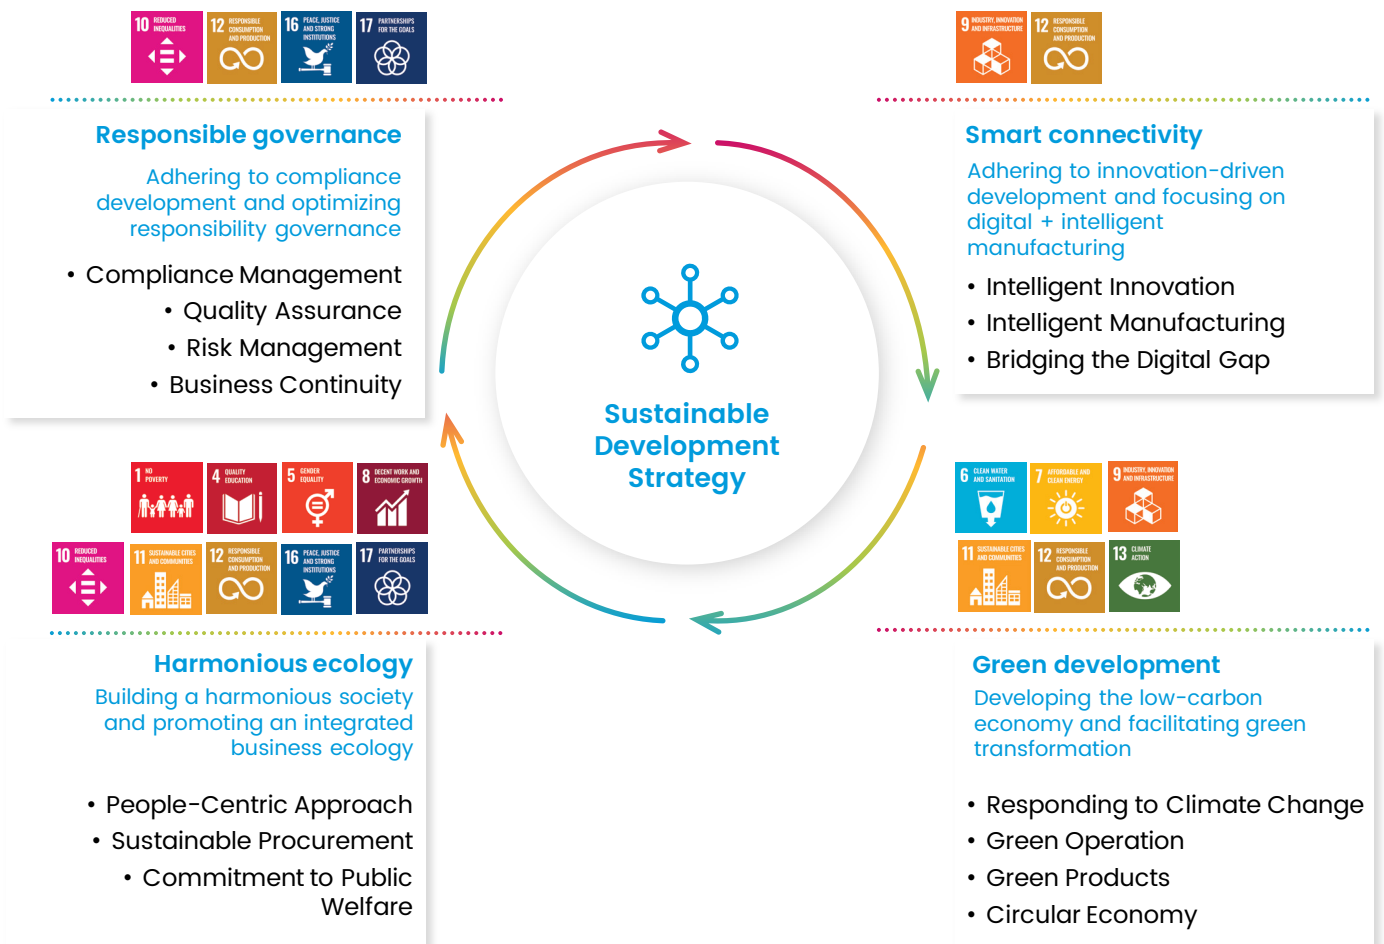 10 REDUCED
INEQUALITIES
12 RESPONSIBLE
CONSUMPTION
AND PRODUCTION
16 PEACE, JUSTICE
AND STRONG
INSTITUTIONS
17 PARTNERSHIPS
FOR THE GOALS
Responsible governance
Adhering to compliance
development and optimizing
responsibility governance
• Compliance Management
• Quality Assurance
• Risk Management
• Business Continuity
9 INDUSTRY, INNOVATION
AND INFRASTRUCTURE
12 RESPONSIBLE
CONSUMPTION
AND PRODUCTION
Smart connectivity
Adhering to innovation-driven
development and focusing on
digital + intelligent
manufacturing
• Intelligent Innovation
• Intelligent Manufacturing
• Bridging the Digital Gap
Sustainable
Development
Strategy
1 NO
POVERTY
4 QUALITY
EDUCATION
5 GENDER
EQUALITY
8 DECENT WORK AND
ECONOMIC GROWTH
10 REDUCED
INEQUALITIES
11 SUSTAINABLE CITIES
AND COMMUNITIES
12 RESPONSIBLE
CONSUMPTION
AND PRODUCTION
16 PEACE, JUSTICE
AND STRONG
INSTITUTIONS
17 PARTNERSHIPS
FOR THE GOALS
Harmonious ecology
Building a harmonious society
and promoting an integrated
business ecology
• People-Centric Approach
• Sustainable Procurement
• Commitment to Public
Welfare
6 CLEAN WATER
AND SANITATION
7 AFFORDABLE AND
CLEAN ENERGY
9 INDUSTRY, INNOVATION
AND INFRASTRUCTURE
11 SUSTAINABLE CITIES
AND COMMUNITIES
12 RESPONSIBLE
CONSUMPTION
AND PRODUCTION
13 CLIMATE
ACTION
Green development
Developing the low-carbon
economy and facilitating green
transformation
• Responding to Climate Change
• Green Operation
• Green Products
• Circular Economy